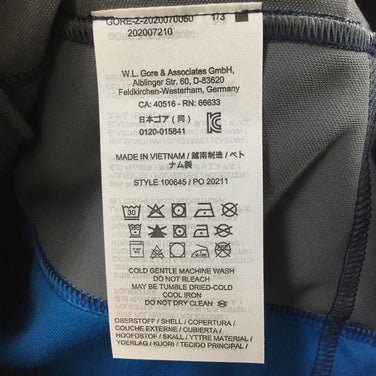 GORE-Z-2020070060 1/3
202007210
W.L. Gore & Associates GmbH,
Aiblinger Str. 60, D-83620
Feldkirchen-Westerham, Germany
CA: 40516 - RN: 66633
日本ゴア (同)
0120-015841
MADE IN VIETNAM / 越南制造 / ベト
ナム製
STYLE 100645 / PO 20211
30
COLD GENTLE MACHINE WASH
DO NOT BLEACH
MAY BE TUMBLE DRIED-COLD
COOL IRON
DO NOT DRY CLEAN
OBERSTOFF / SHELL / COPERTURA /
COUCHE EXTERNE / CUBIERTA /
HOOFDSTOF / SKALL / YTTRE MATERIAL /
YDERLAG / KUORI / TECIDO PRINCIPAL /